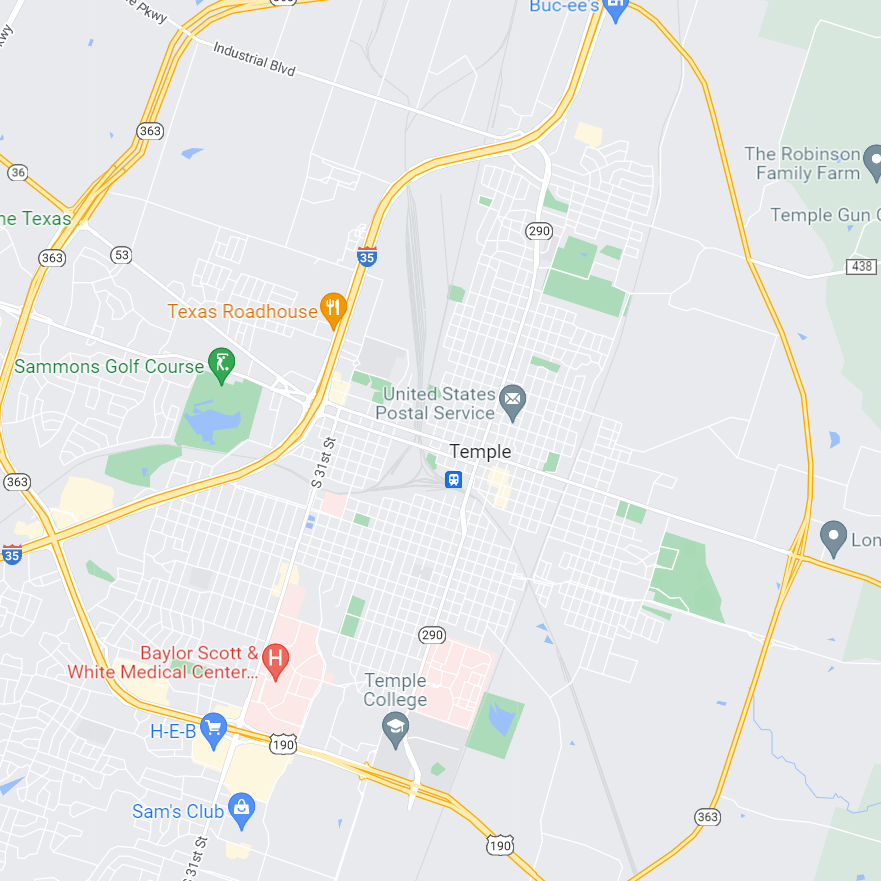 Buc-ee's
Pkwy
363
Industrial Blvd
363
The Robinson
Family Farm
36
Temple Gun C
ne Texas
290
363
53
35
438
Texas Roadhouse
Sammons Golf Course
United States
Postal Service
Temple
S 31st St
363
35
Lon
290
Baylor Scott &
White Medical Center...
Temple
College
H-E-B
190
Sam's Club
363
190
S 31st St